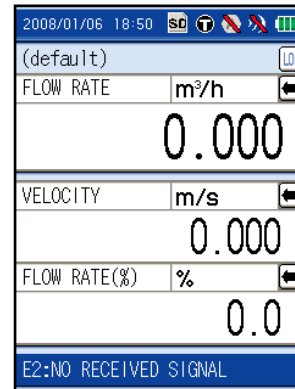 2008/01/06 18:50 SD T
(default)
FLOW RATE m³/h
0.000
VELOCITY m/s
0.000
FLOW RATE(%) %
0.0
E2:NO RECEIVED SIGNAL